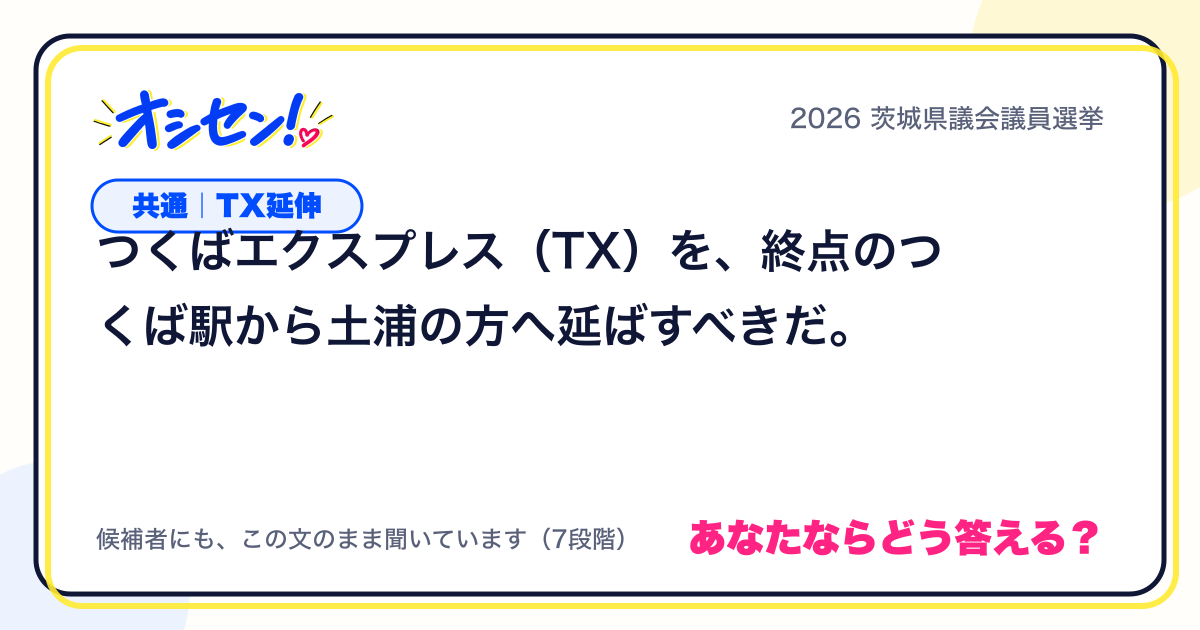 オシセン!
2026 茨城県議会議員選挙
共通｜TX延伸
つくばエクスプレス（TX）を、終点のつ
くば駅から土浦の方へ延ばすべきだ。
候補者にも、この文のまま聞いています（7段階）
あなたならどう答える？